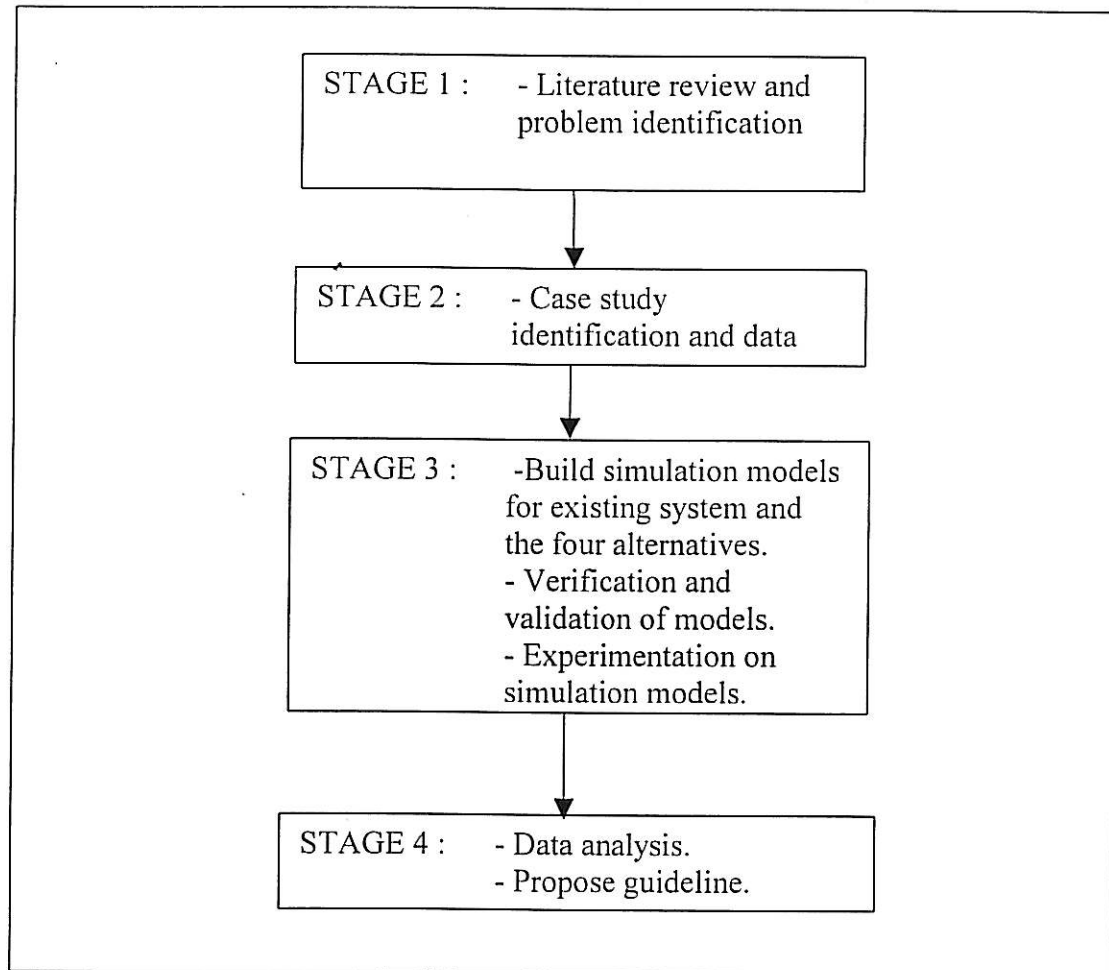 STAGE 1 : - Literature review and
problem identification
STAGE 2 : - Case study
identification and data
STAGE 3 : -Build simulation models
for existing system and
the four alternatives.
- Verification and
validation of models.
- Experimentation on
simulation models.
STAGE 4 : - Data analysis.
- Propose guideline.